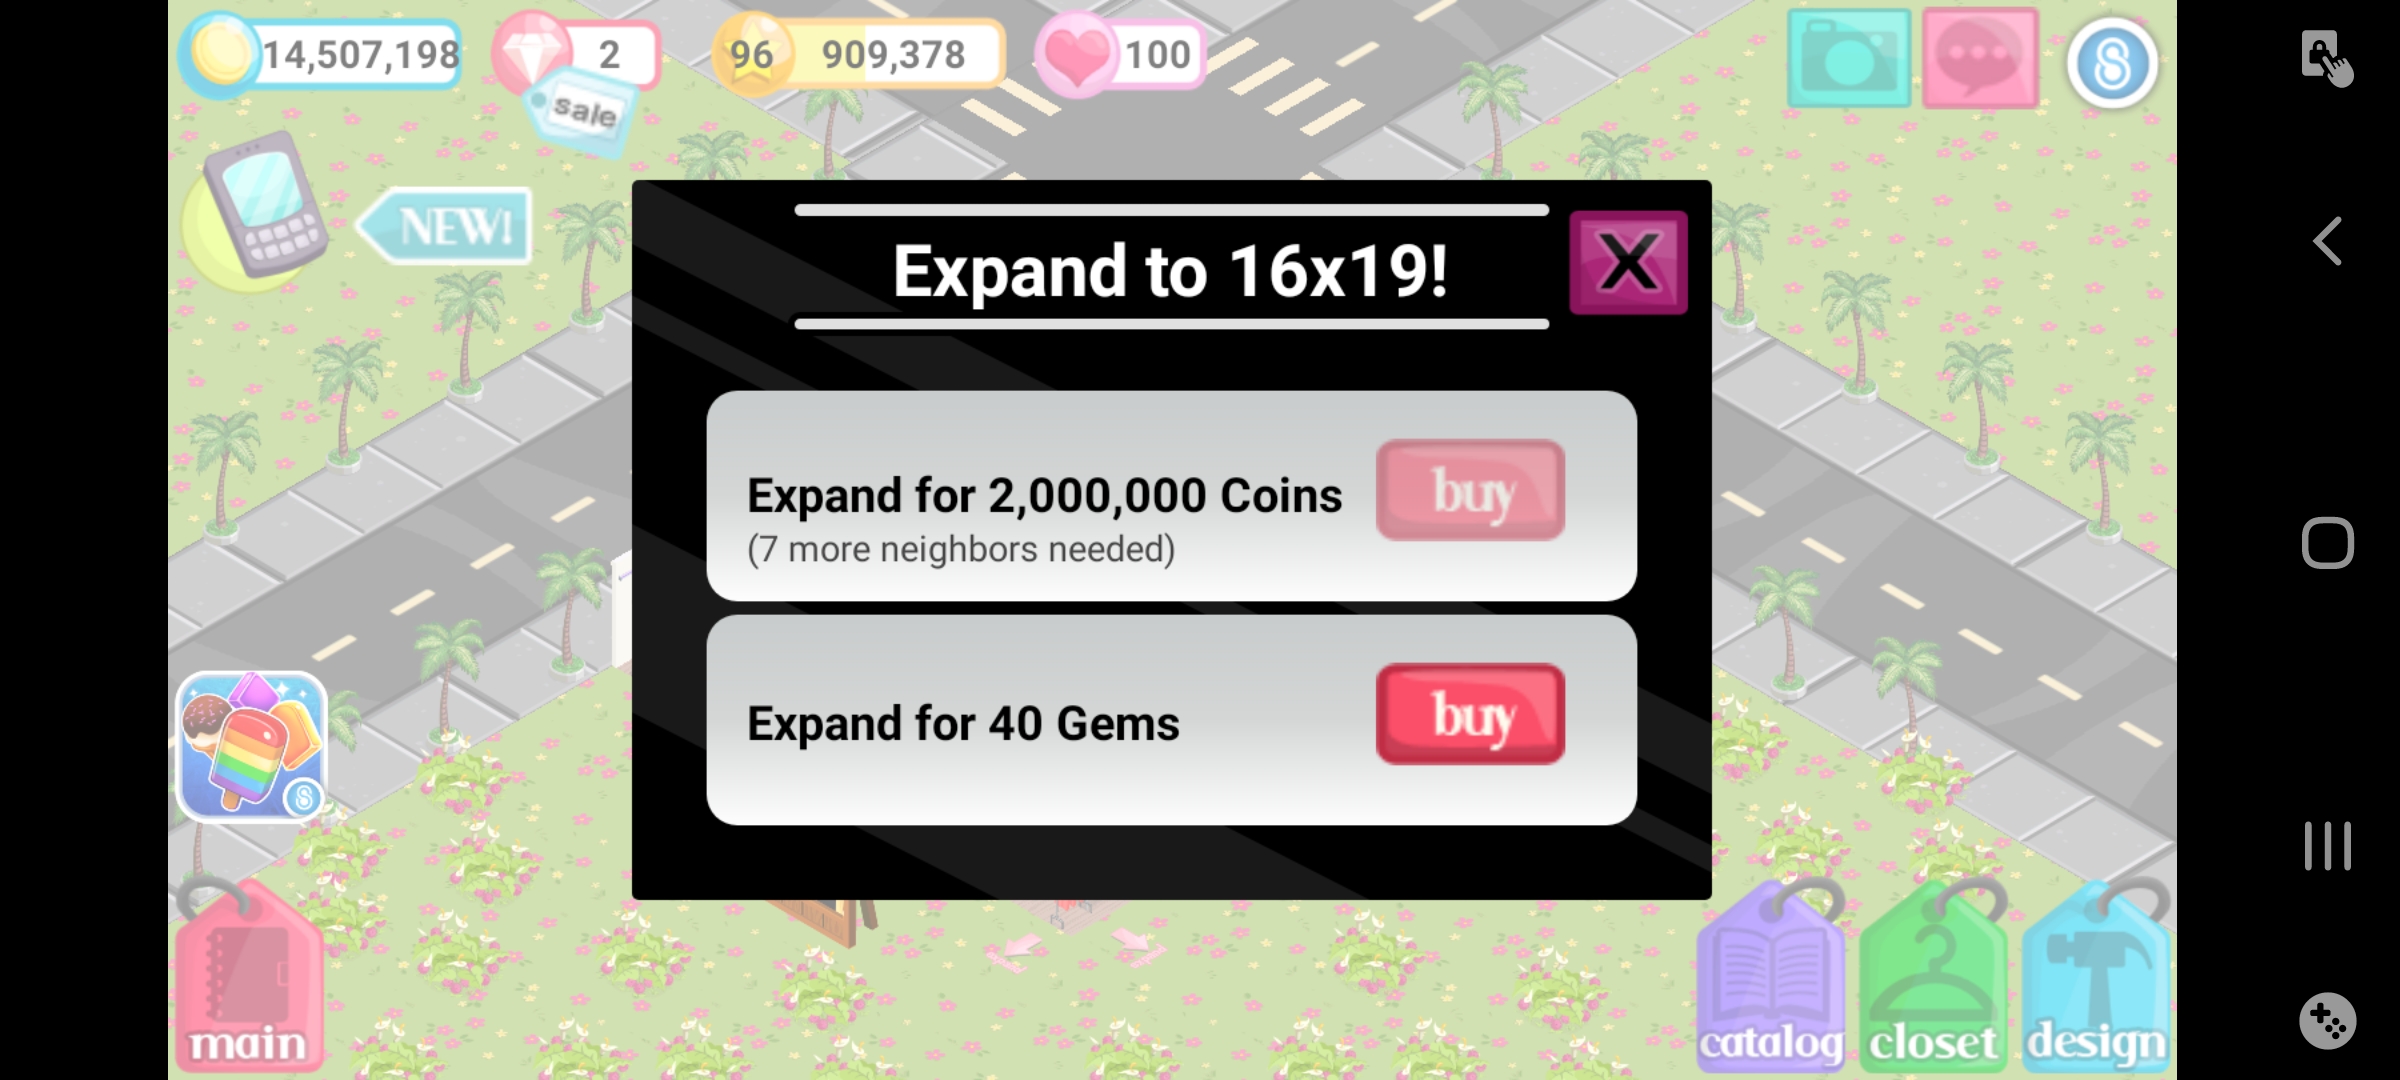 14,507,198
2
96 909,378
100
sale
NEW!
Expand to 16x19!
X
Expand for 2,000,000 Coins
buy
(7 more neighbors needed)
Expand for 40 Gems
buy
main
catalog
closet
design